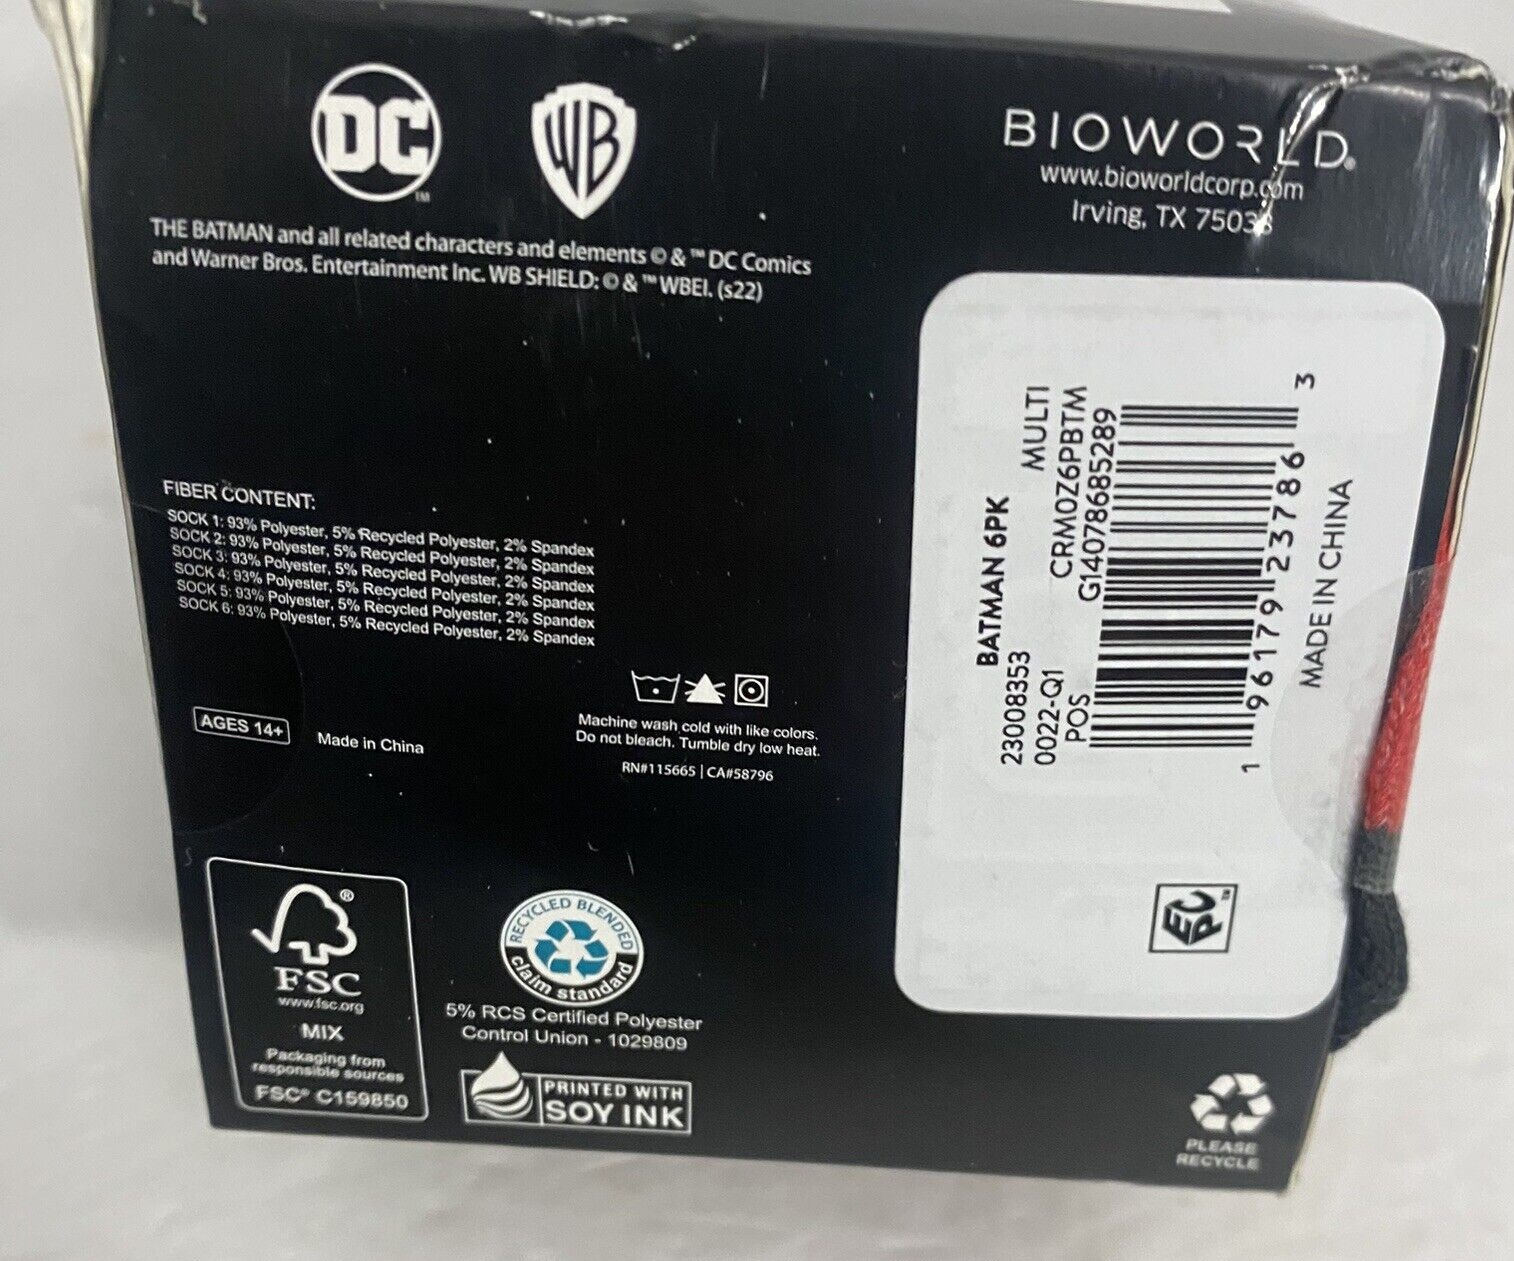 DC
TM
WB
BIOWORLD®
www.bioworldcorp.com
Irving, TX 75038
THE BATMAN and all related characters and elements © & ™ DC Comics
and Warner Bros. Entertainment Inc. WB SHIELD: © & ™ WBEI. (s22)
FIBER CONTENT:
SOCK 1: 93% Polyester, 5% Recycled Polyester, 2% Spandex
SOCK 2: 93% Polyester, 5% Recycled Polyester, 2% Spandex
SOCK 3: 93% Polyester, 5% Recycled Polyester, 2% Spandex
SOCK 4: 93% Polyester, 5% Recycled Polyester, 2% Spandex
SOCK 5: 93% Polyester, 5% Recycled Polyester, 2% Spandex
SOCK 6: 93% Polyester, 5% Recycled Polyester, 2% Spandex
AGES 14+
Made in China
Machine wash cold with like colors.
Do not bleach. Tumble dry low heat.
RN#115665 | CA#58796
BATMAN 6PK
23008353 MULTI
0022-Q1 CRM0Z6PBTM
POS G14078685289
1 96179 23786 3
MADE IN CHINA
EPC
™
®
FSC
www.fsc.org
MIX
Packaging from
responsible sources
FSC® C159850
RECYCLED BLENDED
claim standard
5% RCS Certified Polyester
Control Union - 1029809
PRINTED WITH
SOY INK
PLEASE
RECYCLE